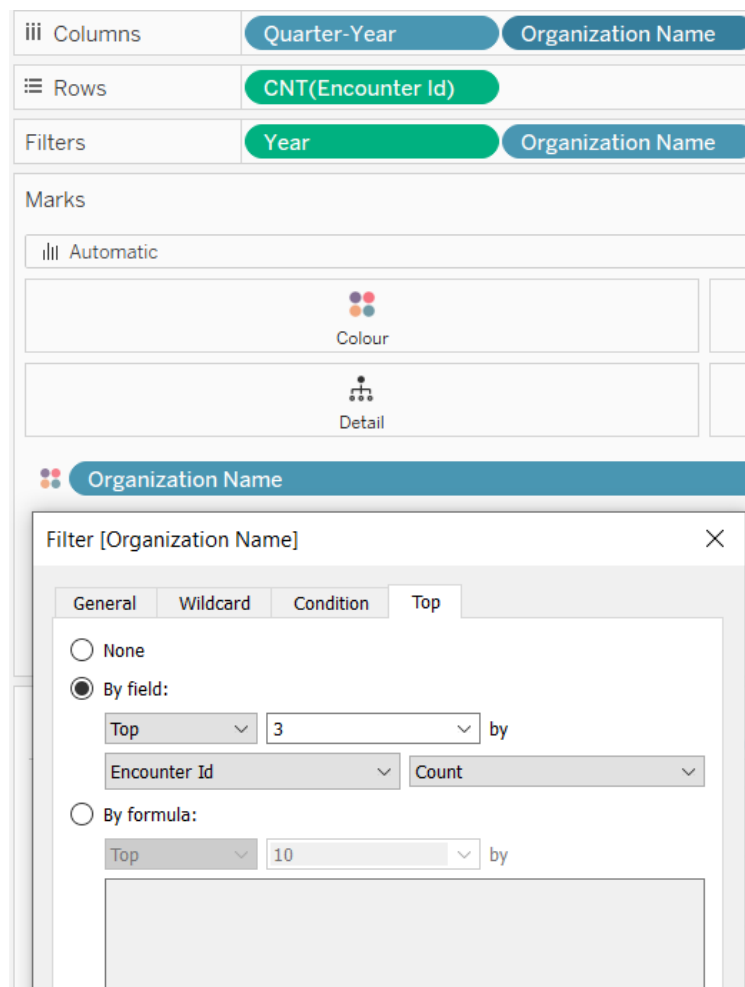 Columns Quarter-Year Organization Name
Rows CNT(Encounter Id)
Filters Year Organization Name
Marks
Automatic
Colour
Detail
Organization Name
Filter [Organization Name]
General Wildcard Condition Top
None
By field:
Top 3 by
Encounter Id Count
By formula:
Top 10 by